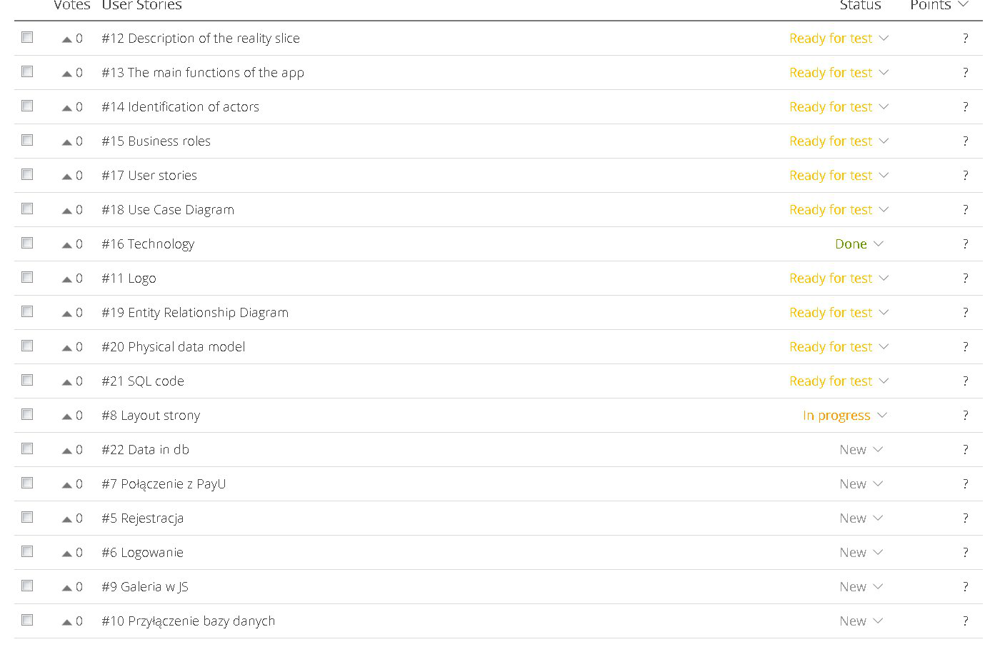 Votes User Stories Status Points
0 #12 Description of the reality slice Ready for test ?
0 #13 The main functions of the app Ready for test ?
0 #14 Identification of actors Ready for test ?
0 #15 Business roles Ready for test ?
0 #17 User stories Ready for test ?
0 #18 Use Case Diagram Ready for test ?
0 #16 Technology Done ?
0 #11 Logo Ready for test ?
0 #19 Entity Relationship Diagram Ready for test ?
0 #20 Physical data model Ready for test ?
0 #21 SQL code Ready for test ?
0 #8 Layout strony In progress ?
0 #22 Data in db New ?
0 #7 Połączenie z PayU New ?
0 #5 Rejestracja New ?
0 #6 Logowanie New ?
0 #9 Galeria w JS New ?
0 #10 Przyłączenie bazy danych New ?